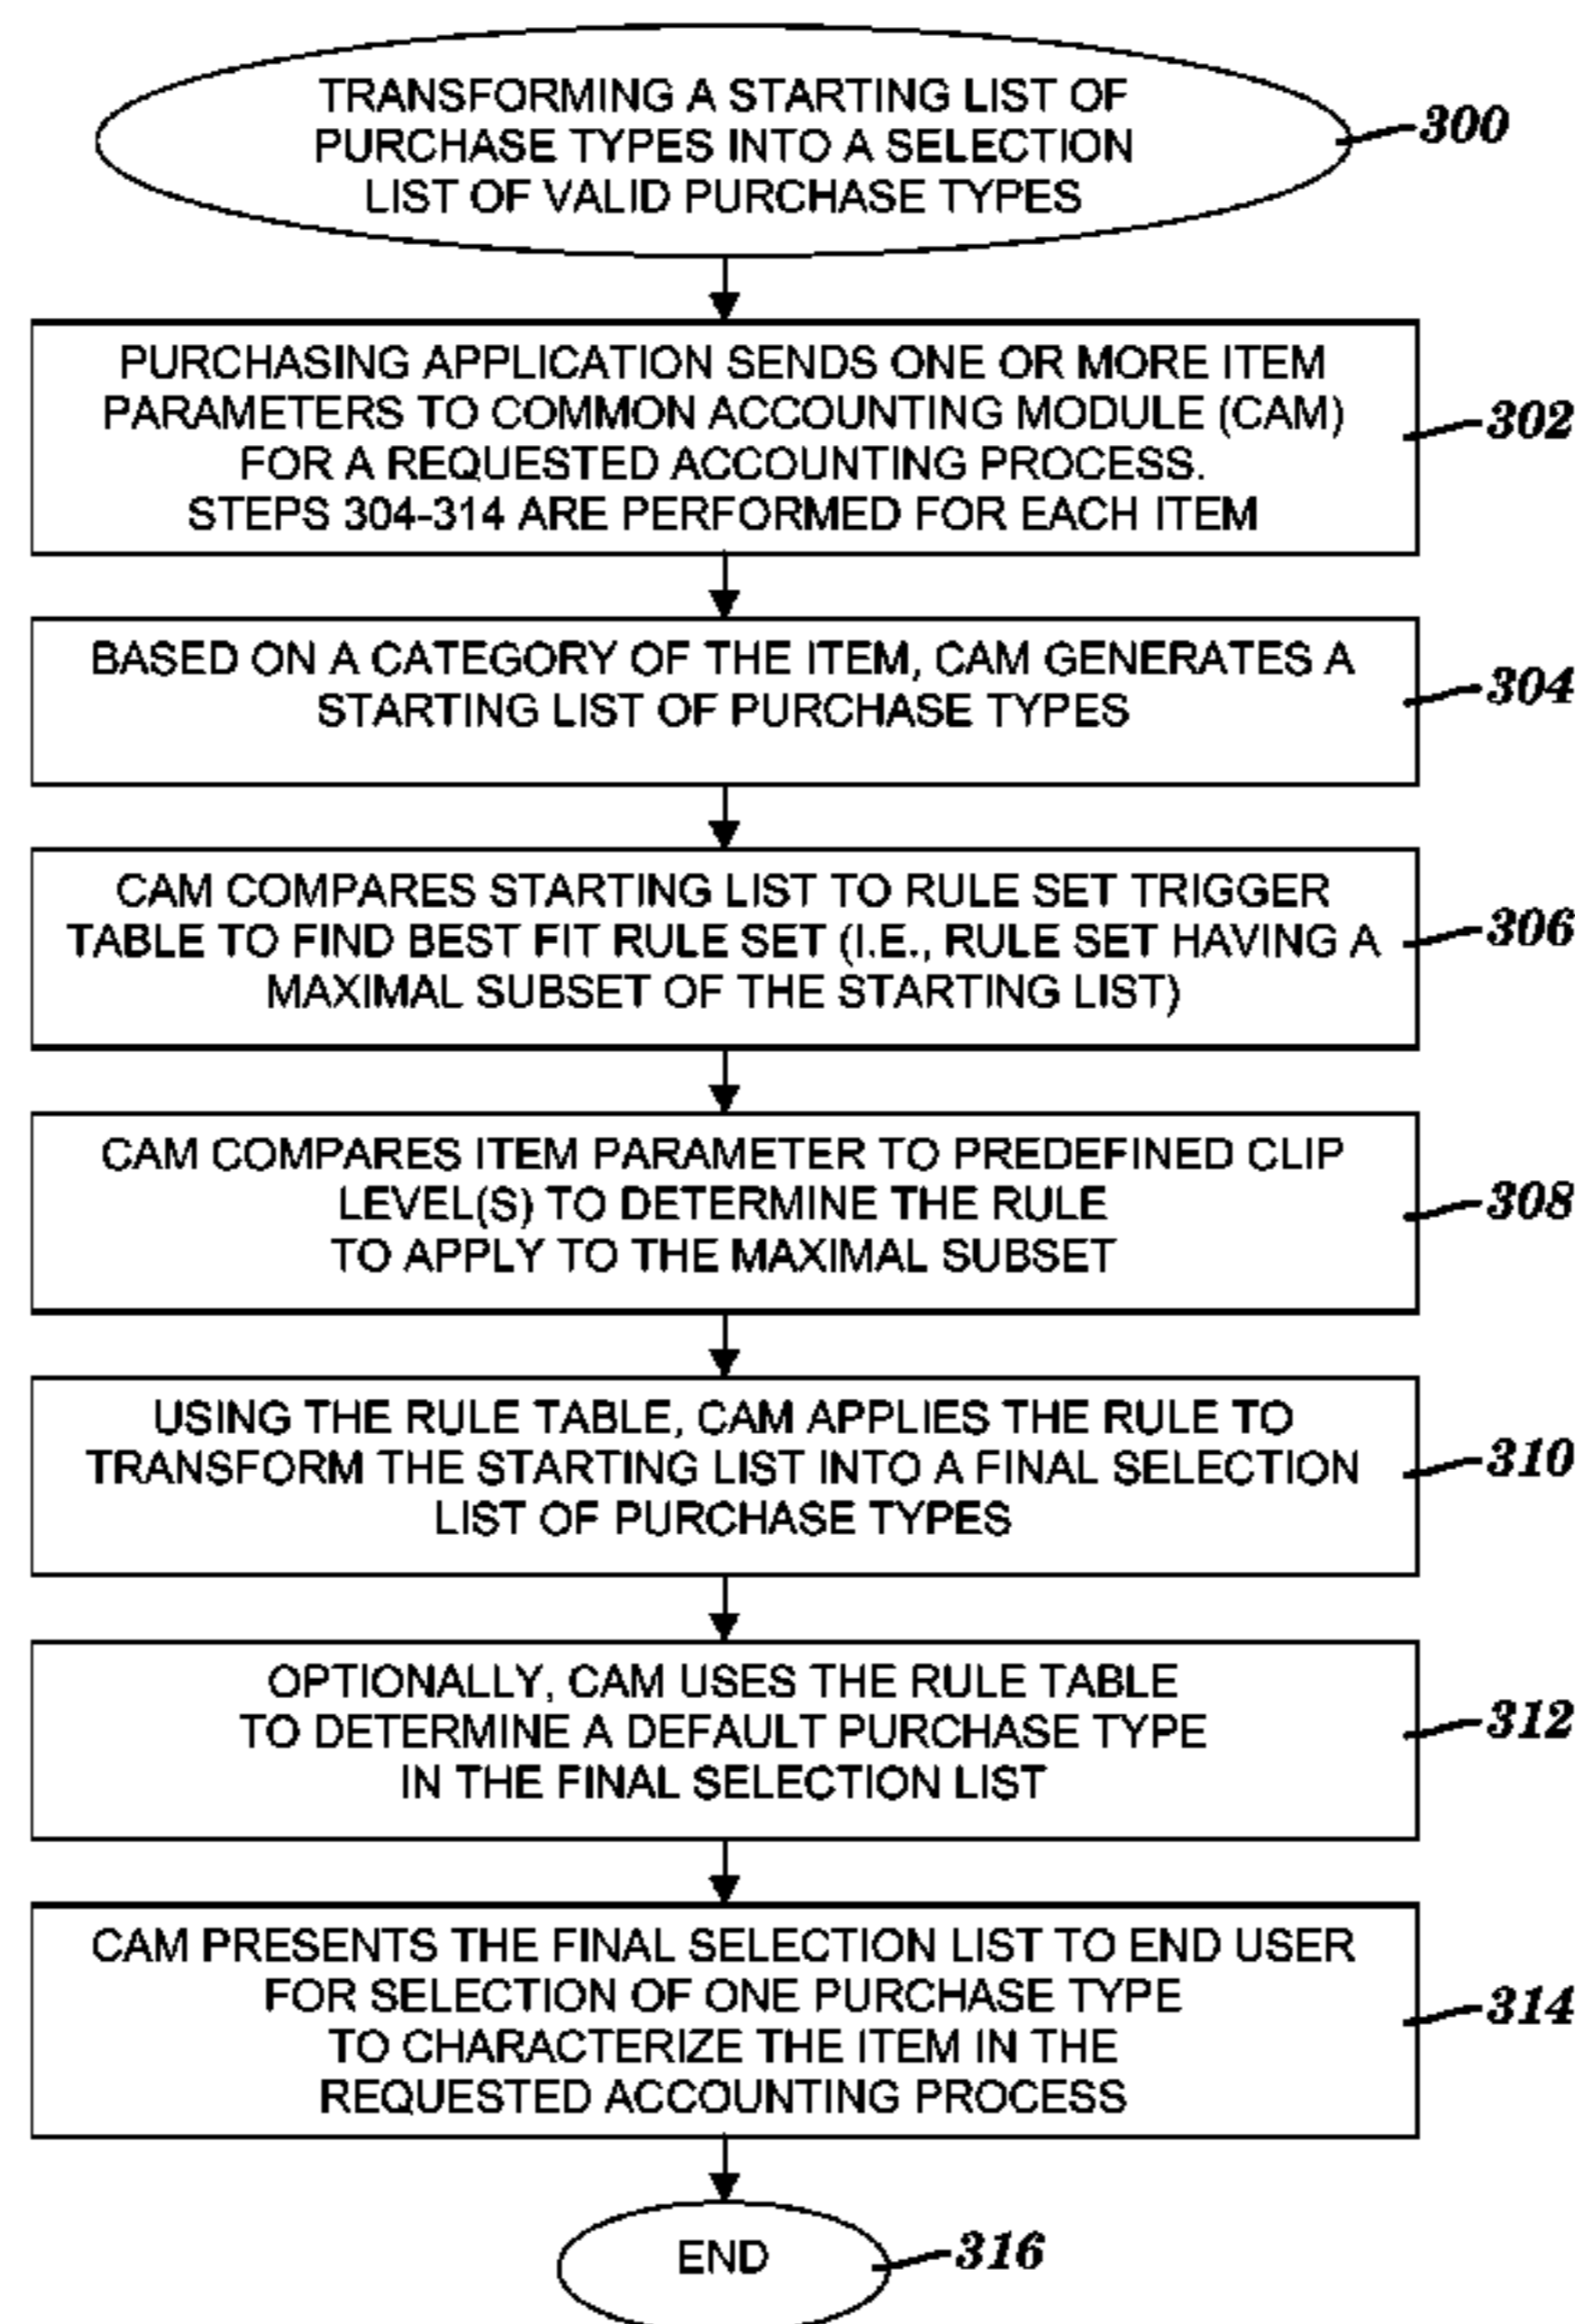 TRANSFORMING A STARTING LIST OF
PURCHASE TYPES INTO A SELECTION
LIST OF VALID PURCHASE TYPES
300
PURCHASING APPLICATION SENDS ONE OR MORE ITEM
PARAMETERS TO COMMON ACCOUNTING MODULE (CAM)
FOR A REQUESTED ACCOUNTING PROCESS.
STEPS 304-314 ARE PERFORMED FOR EACH ITEM
302
BASED ON A CATEGORY OF THE ITEM, CAM GENERATES A
STARTING LIST OF PURCHASE TYPES
304
CAM COMPARES STARTING LIST TO RULE SET TRIGGER
TABLE TO FIND BEST FIT RULE SET (I.E., RULE SET HAVING A
MAXIMAL SUBSET OF THE STARTING LIST)
306
CAM COMPARES ITEM PARAMETER TO PREDEFINED CLIP
LEVEL(S) TO DETERMINE THE RULE
TO APPLY TO THE MAXIMAL SUBSET
308
USING THE RULE TABLE, CAM APPLIES THE RULE TO
TRANSFORM THE STARTING LIST INTO A FINAL SELECTION
LIST OF PURCHASE TYPES
310
OPTIONALLY, CAM USES THE RULE TABLE
TO DETERMINE A DEFAULT PURCHASE TYPE
IN THE FINAL SELECTION LIST
312
CAM PRESENTS THE FINAL SELECTION LIST TO END USER
FOR SELECTION OF ONE PURCHASE TYPE
TO CHARACTERIZE THE ITEM IN THE
REQUESTED ACCOUNTING PROCESS
314
END
316